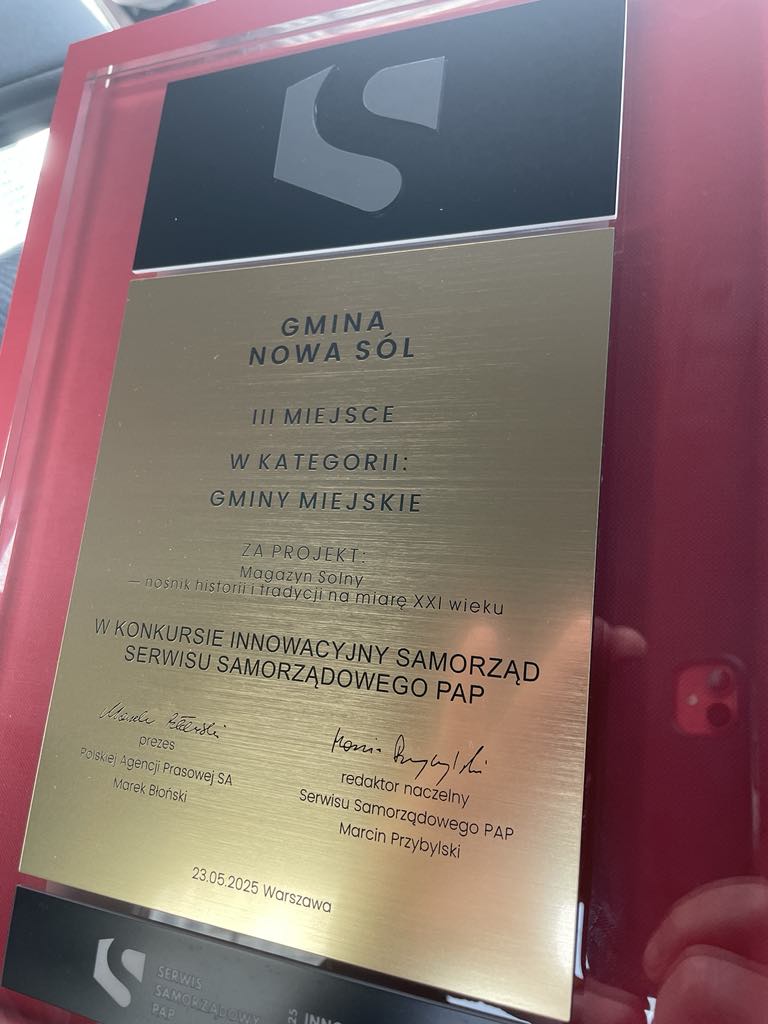 GMINA
NOWA SÓL
III MIEJSCE
W KATEGORII:
GMINY MIEJSKIE
ZA PROJEKT:
Magazyn Solny
— nośnik historii i tradycji na miarę XXI wieku
W KONKURSIE INNOWACYJNY SAMORZĄD
SERWISU SAMORZĄDOWEGO PAP
prezes
Polskiej Agencji Prasowej SA
Marek Błoński
redaktor naczelny
Serwisu Samorządowego PAP
Marcin Przybylski
23.05.2025 Warszawa
SERWIS
SAMORZĄDOWY
PAP